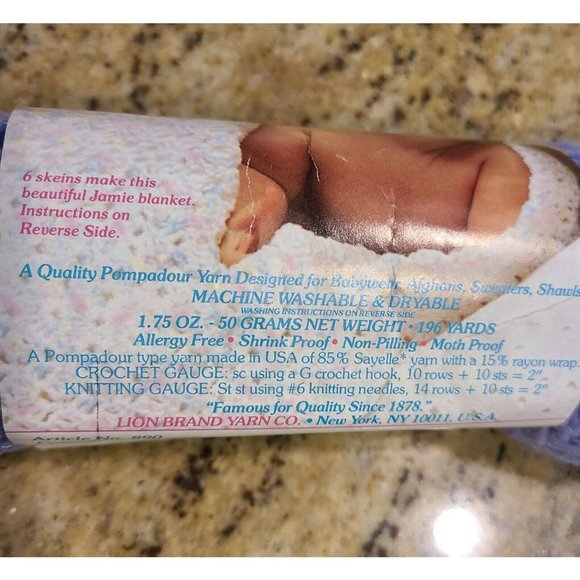 6 skeins make this
beautiful Jamie blanket.
Instructions on
Reverse Side.
A Quality Pompadour Yarn Designed for Babywear, Afghans, Sweaters, Shawls
MACHINE WASHABLE & DRYABLE
WASHING INSTRUCTIONS ON REVERSE SIDE
1.75 OZ. - 50 GRAMS NET WEIGHT • 196 YARDS
Allergy Free • Shrink Proof • Non-Pilling • Moth Proof
A Pompadour type yarn made in USA of 85% Sayelle* yarn with a 15% rayon wrap.
CROCHET GAUGE: sc using a G crochet hook, 10 rows + 10 sts = 2"
KNITTING GAUGE: St st using #6 knitting needles, 14 rows + 10 sts = 2"
"Famous for Quality Since 1878."
LION BRAND YARN CO. • New York, NY 10011, U.S.A.
Article No. 890